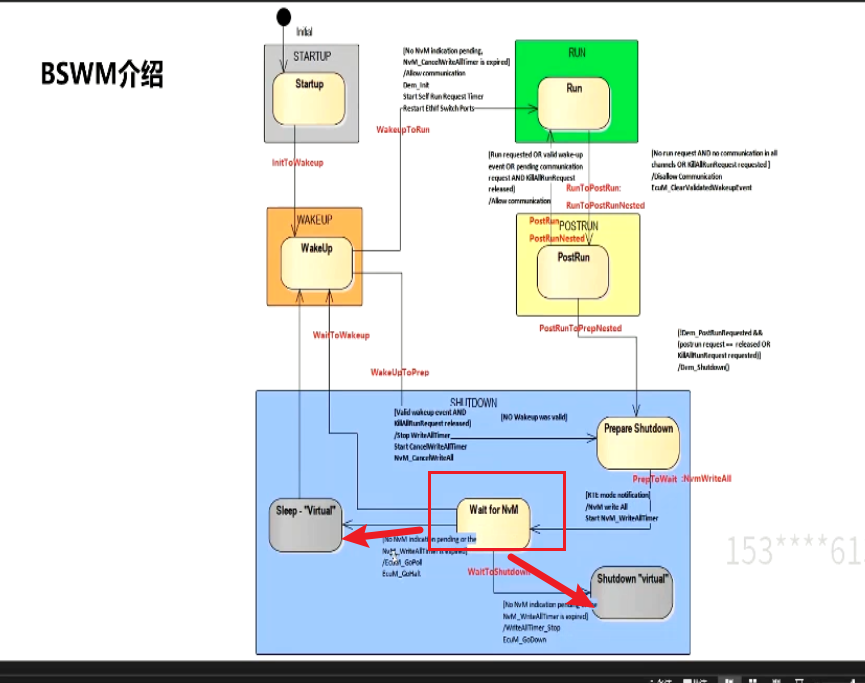 BSWM介绍
Initial
STARTUP
Startup
InitToWakeup
[No NvM indication pending,
NvM_CancelWriteAllTimer is expired]
/Allow communication
Dem_Init
Start Self Run Request Timer
Restart EthIf Switch Ports
WakeupToRun
RUN
Run
[Run requested OR valid wake-up
event OR pending communication
request AND KillAllRunRequest
released]
/Allow communication
RunToPostRun:
RunToPostRunNested
[No run request AND no communication in all
channels OR KillAllRunRequest requested ]
/Disallow Communication
EcuM_ClearValidatedWakeupEvent
WAKEUP
WakeUp
PostRun
PostRunNested
POSTRUN
PostRun
PostRunToPrepNested
[!Dem_PostRunRequested &&
(postrun request == released OR
KillAllRunRequest requested)]
/Dem_Shutdown()
WaitToWakeup
WakeUpToPrep
SHUTDOWN
[Valid wakeup event AND
KillAllRunRequest released]
/Stop WriteAllTimer
Start CancelWriteAllTimer
NvM_CancelWriteAll
[NO Wakeup was valid]
Prepare Shutdown
PrepToWait :NvmWriteAll
[RTE mode notification]
/NvM write All
Start NvM_WriteAllTimer
Sleep - "Virtual"
Wait for NvM
[No NvM indication pending or the
NvM_WriteAllTimer is expired]
/EcuM_GoPoll
EcuM_GoHalt
WaitToShutdown
Shutdown "virtual"
[No NvM indication pending
NvM_WriteAllTimer is expired]
/WriteAllTimer_Stop
EcuM_GoDown
153****61